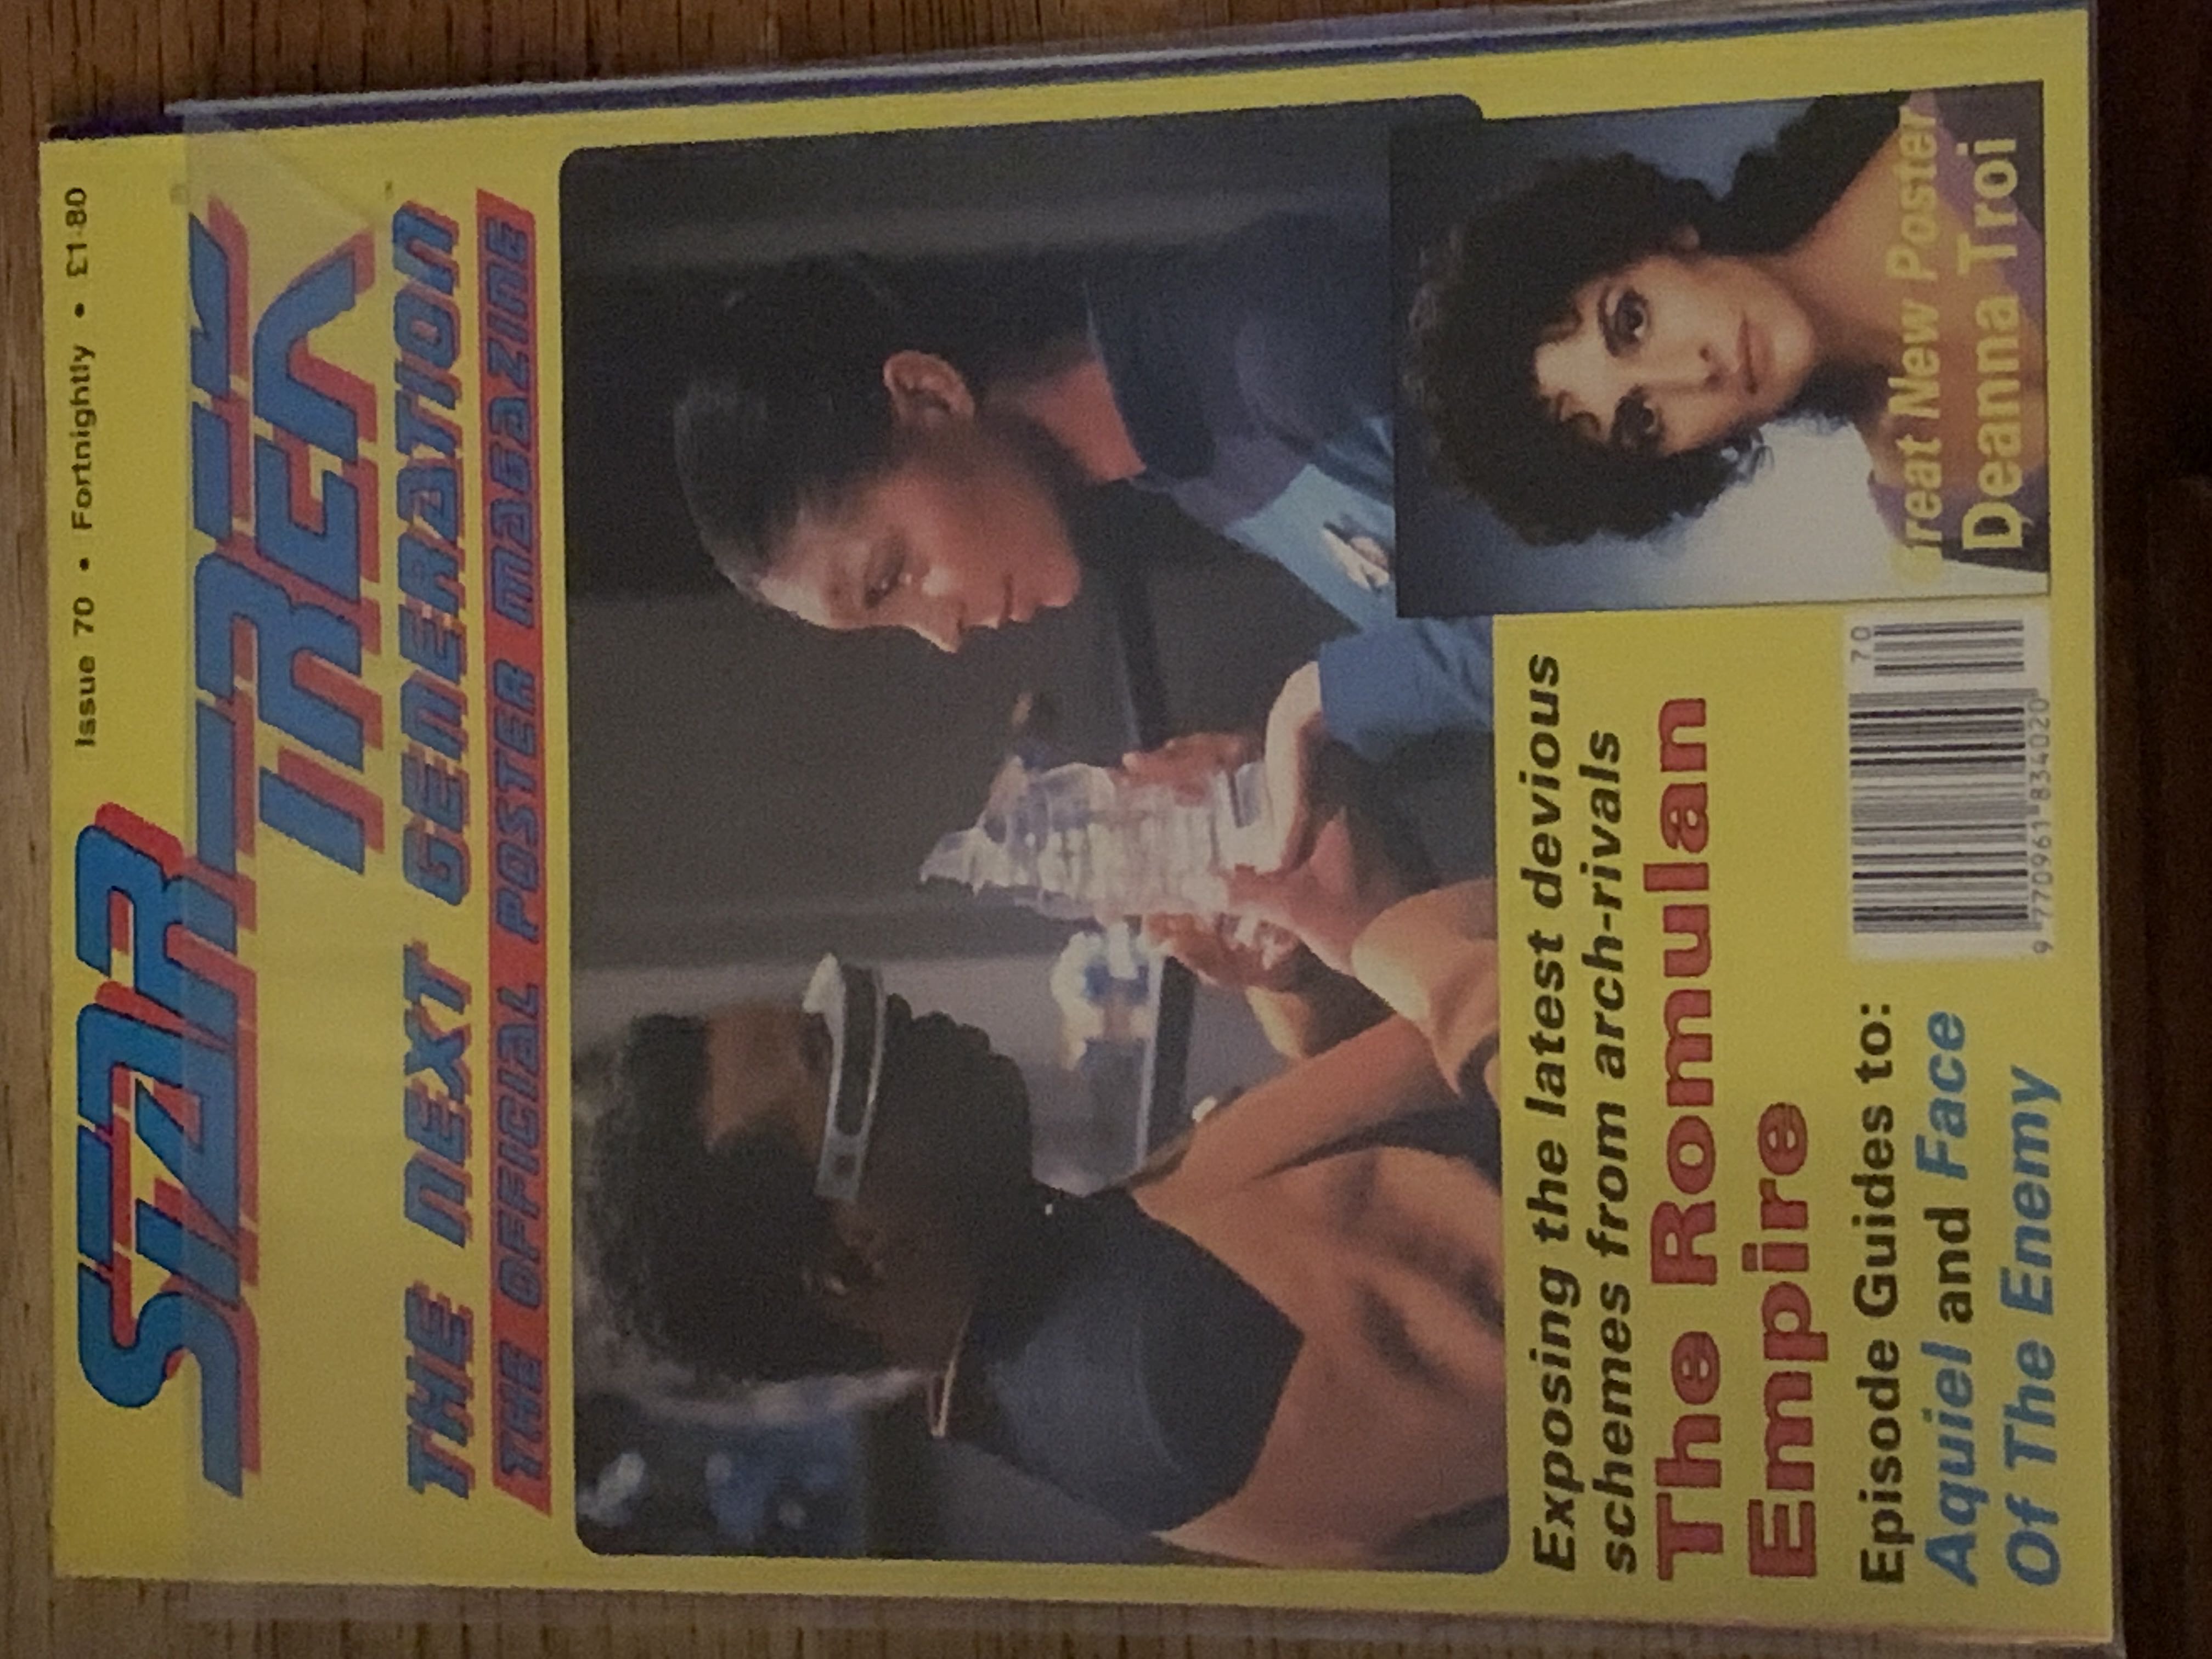 Issue 70 • Fortnightly • £1·80
STAR
TREK
THE NEXT GENERATION
THE OFFICIAL POSTER MAGAZINE
Exposing the latest devious
schemes from arch-rivals
The Romulan
Empire
Episode Guides to:
Aquiel and Face
Of The Enemy
70
9 770961 834020
Great New Poster
Deanna Troi